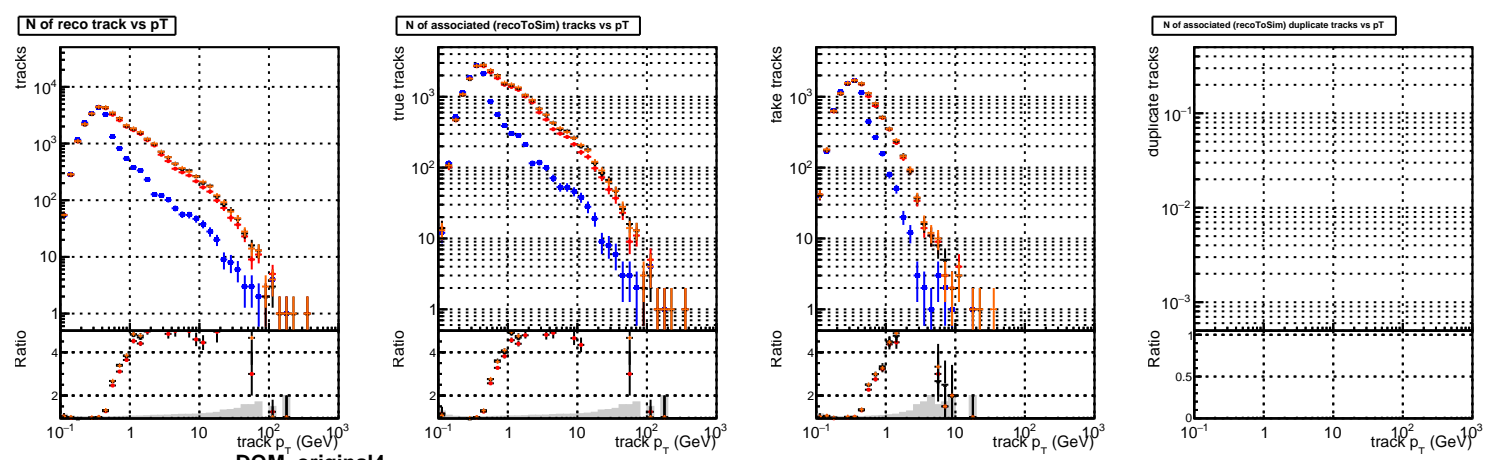 N of reco track vs pT
tracks
10^4
10^3
10^2
10
1
Ratio
4
2
10^-1 1 10 10^2 10^3
track p_T (GeV)
N of associated (recoToSim) tracks vs pT
true tracks
10^3
10^2
10
1
Ratio
4
2
10^-1 1 10 10^2 10^3
track p_T (GeV)
fake tracks
10^3
10^2
10
1
Ratio
4
2
10^-1 1 10 10^2 10^3
track p_T (GeV)
N of associated (recoToSim) duplicate tracks vs pT
duplicate tracks
10^-1
10^-2
10^-3
Ratio
1
0.5
0
10^-1 1 10 10^2 10^3
track p_T (GeV)